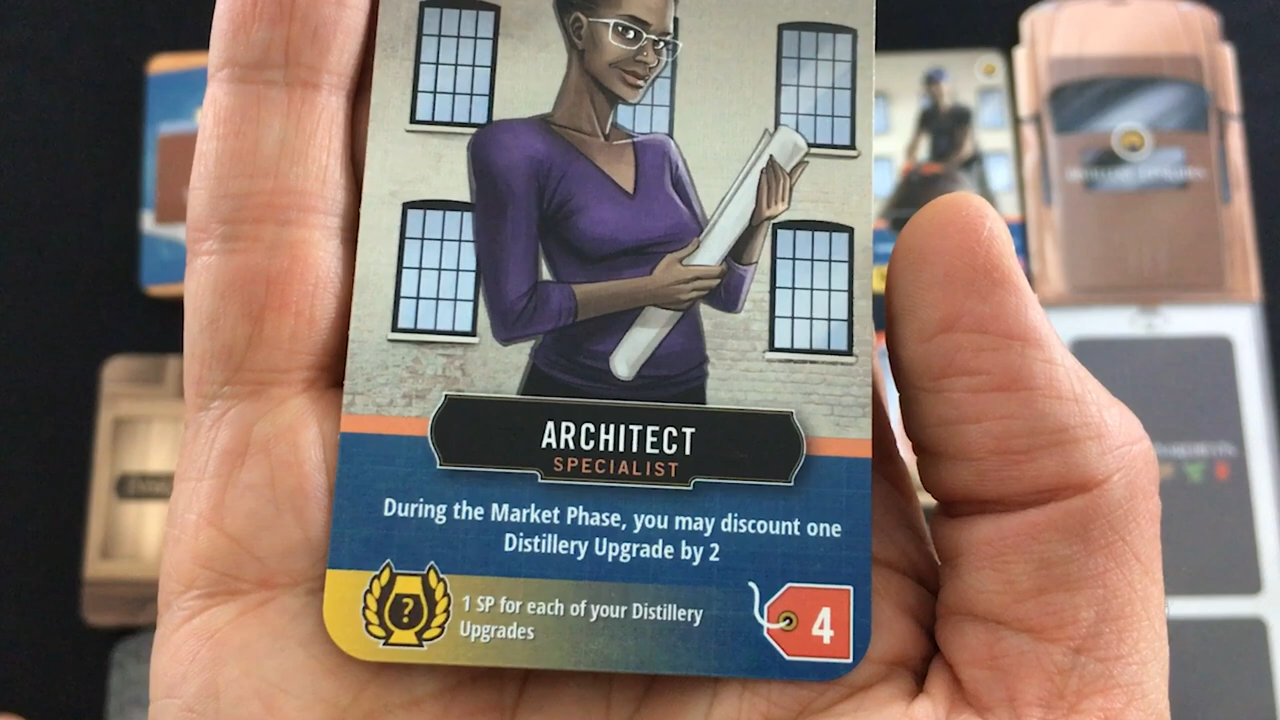 ARCHITECT
SPECIALIST
During the Market Phase, you may discount one
Distillery Upgrade by 2
?
1 SP for each of your Distillery
Upgrades
4